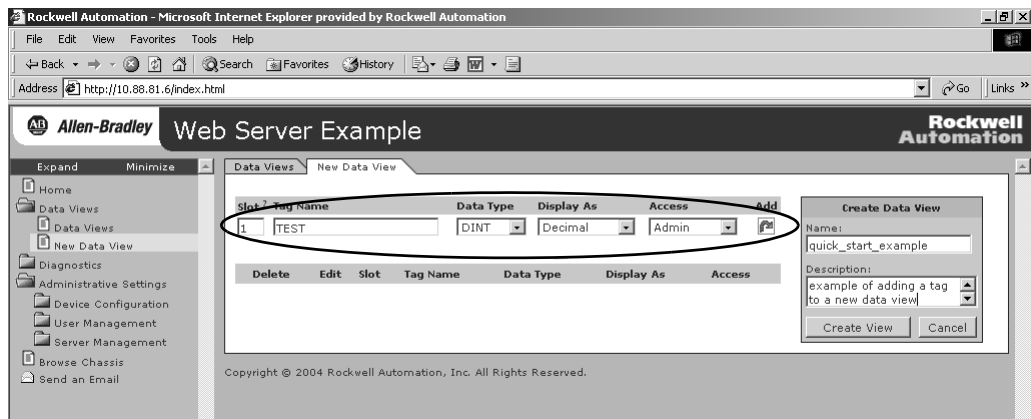 Rockwell Automation - Microsoft Internet Explorer provided by Rockwell Automation
File Edit View Favorites Tools Help
Back Search Favorites History
Address http://10.88.81.6/index.html Go Links »
AB Allen-Bradley Web Server Example Rockwell Automation
Expand Minimize
Home
Data Views
Data Views
New Data View
Diagnostics
Administrative Settings
Device Configuration
User Management
Server Management
Browse Chassis
Send an Email
Data Views New Data View
Slot ? Tag Name Data Type Display As Access Add
1 TEST DINT Decimal Admin
Delete Edit Slot Tag Name Data Type Display As Access
Create Data View
Name:
quick_start_example
Description:
example of adding a tag
to a new data view
Create View Cancel
Copyright © 2004 Rockwell Automation, Inc. All Rights Reserved.